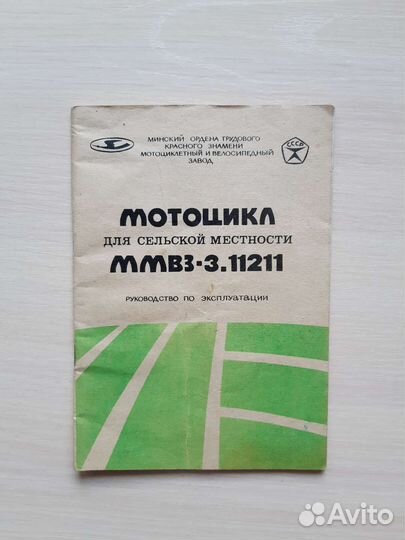 МИНСКИЙ ОРДЕНА ТРУДОВОГО
КРАСНОГО ЗНАМЕНИ
МОТОЦИКЛЕТНЫЙ И ВЕЛОСИПЕДНЫЙ
ЗАВОД
СССР
МОТОЦИКЛ
ДЛЯ СЕЛЬСКОЙ МЕСТНОСТИ
ММВЗ-3.11211
РУКОВОДСТВО ПО ЭКСПЛУАТАЦИИ
Avito